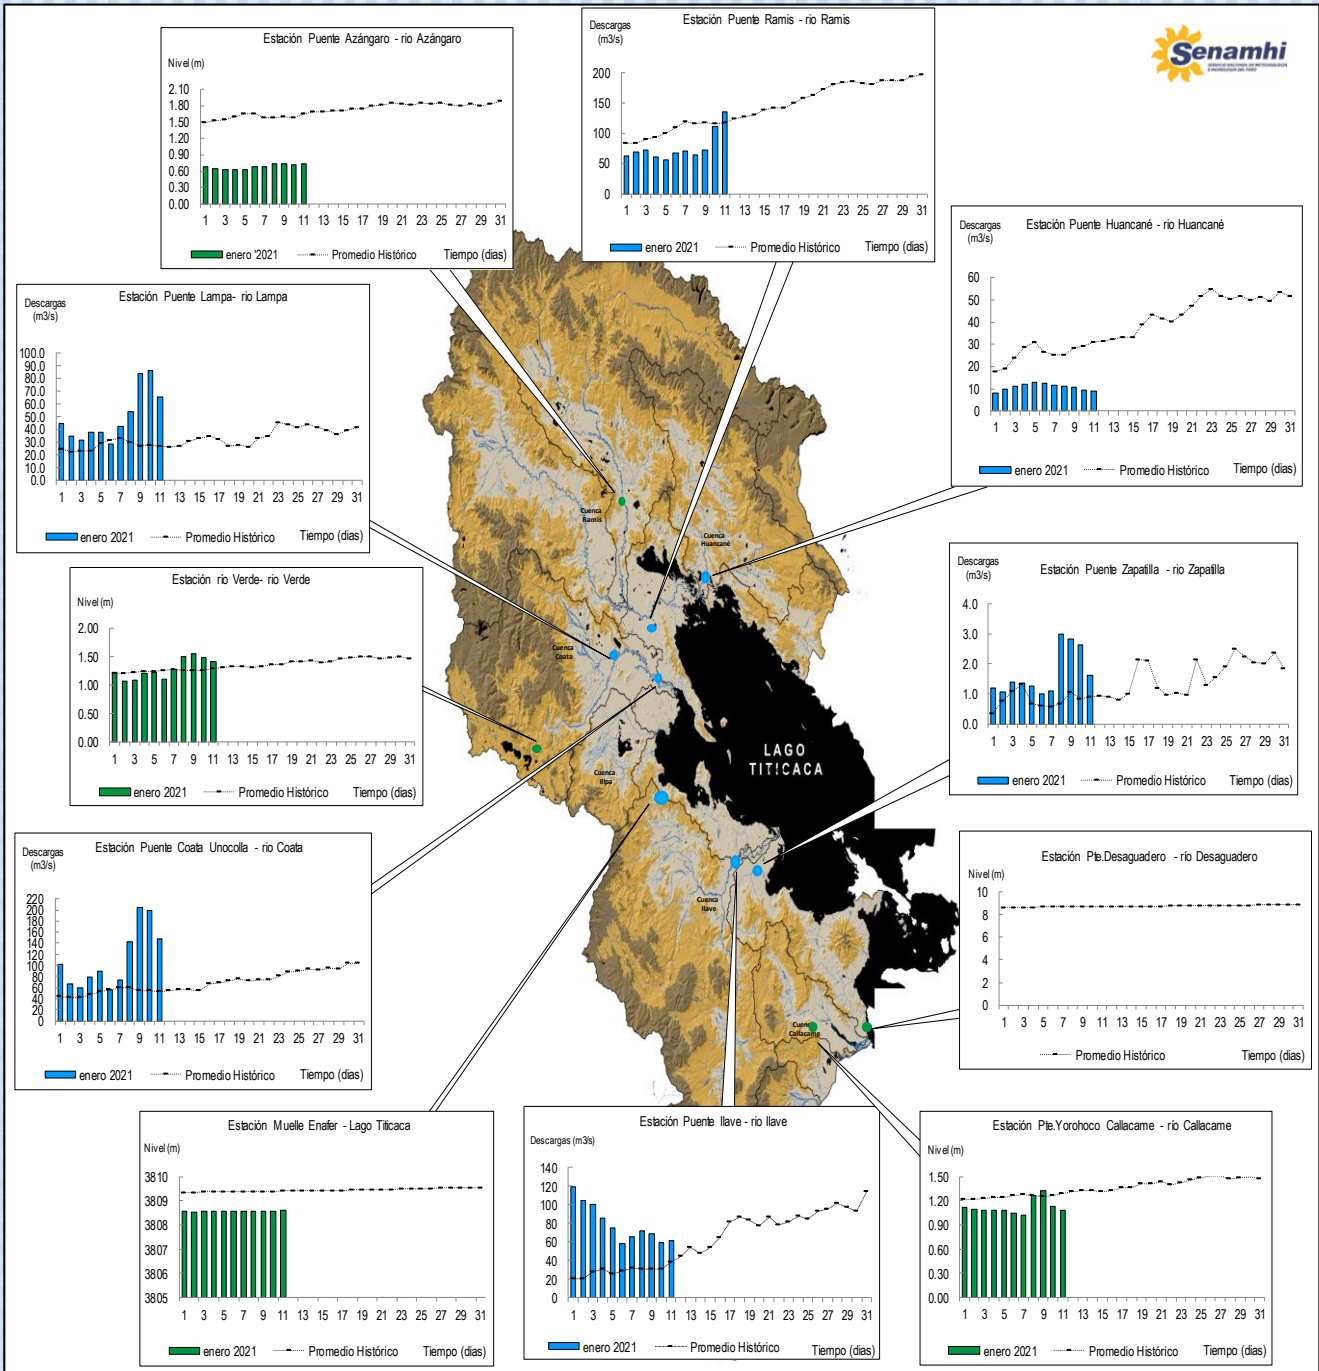 Senamhi
SERVICIO NACIONAL DE METEOROLOGIA
E HIDROLOGIA DEL PERU
Estación Puente Azángaro - rio Azángaro
Nivel (m)
2.10
1.80
1.50
1.20
0.90
0.60
0.30
0.00
1 3 5 7 9 11 13 15 17 19 21 23 25 27 29 31
enero '2021 Promedio Histórico Tiempo (dias)
Estación Puente Ramis - rio Ramis
Descargas
(m3/s)
200
150
100
50
0
1 3 5 7 9 11 13 15 17 19 21 23 25 27 29 31
enero 2021 Promedio Histórico Tiempo (dias)
Estación Puente Huancané - rio Huancané
Descargas
(m3/s)
60
50
40
30
20
10
0
1 3 5 7 9 11 13 15 17 19 21 23 25 27 29 31
enero 2021 Promedio Histórico Tiempo (dias)
Estación Puente Lampa- rio Lampa
Descargas
(m3/s)
100.0
90.0
80.0
70.0
60.0
50.0
40.0
30.0
20.0
10.0
0.0
1 3 5 7 9 11 13 15 17 19 21 23 25 27 29 31
enero 2021 Promedio Histórico Tiempo (dias)
Estación río Verde- rio Verde
Nivel (m)
2.00
1.50
1.00
0.50
0.00
1 3 5 7 9 11 13 15 17 19 21 23 25 27 29 31
enero 2021 Promedio Histórico Tiempo (dias)
Estación Puente Zapatilla - rio Zapatilla
Descargas
(m3/s)
4.0
3.0
2.0
1.0
0.0
1 3 5 7 9 11 13 15 17 19 21 23 25 27 29 31
enero 2021 Promedio Histórico Tiempo (dias)
Cuenca
Ramis
Cuenca
Huancané
Cuenca
Coata
Cuenca
Illpa
LAGO
TITICACA
Cuenca
Ilave
Cuenca
Callacame
Estación Puente Coata Unocolla - rio Coata
Descargas
(m3/s)
220
200
180
160
140
120
100
80
60
40
20
0
1 3 5 7 9 11 13 15 17 19 21 23 25 27 29 31
enero 2021 Promedio Histórico Tiempo (dias)
Estación Pte.Desaguadero - río Desaguadero
Nivel (m)
10
8
6
4
2
0
1 3 5 7 9 11 13 15 17 19 21 23 25 27 29 31
Promedio Histórico Tiempo (dias)
Estación Muelle Enafer - Lago Titicaca
Nivel (m)
3810
3809
3808
3807
3806
3805
1 3 5 7 9 11 13 15 17 19 21 23 25 27 29 31
enero 2021 Promedio Histórico Tiempo (dias)
Estación Puente Ilave - rio Ilave
Descargas (m3/s)
140
120
100
80
60
40
20
0
1 3 5 7 9 11 13 15 17 19 21 23 25 27 29 31
enero 2021 Promedio Histórico Tiempo (dias)
Estación Pte.Yorohoco Callacame - río Callacame
Nivel (m)
1.50
1.20
0.90
0.60
0.30
0.00
1 3 5 7 9 11 13 15 17 19 21 23 25 27 29 31
enero 2021 Promedio Histórico Tiempo (dias)